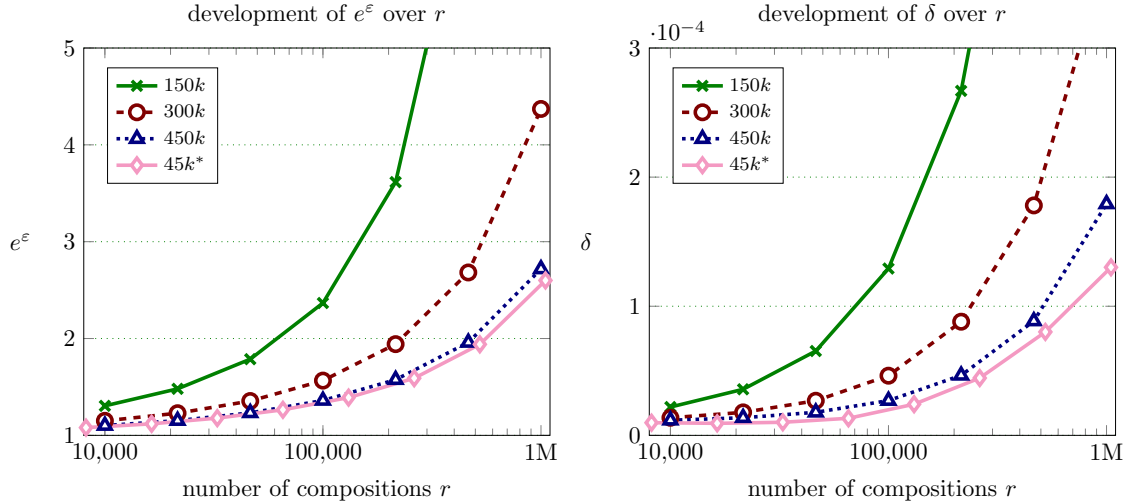 development of e^ε over r
5
4
3
2
1
e^ε
150k
300k
450k
45k*
10,000
100,000
1M
number of compositions r
development of δ over r
·10^−4
3
2
1
0
δ
150k
300k
450k
45k*
10,000
100,000
1M
number of compositions r